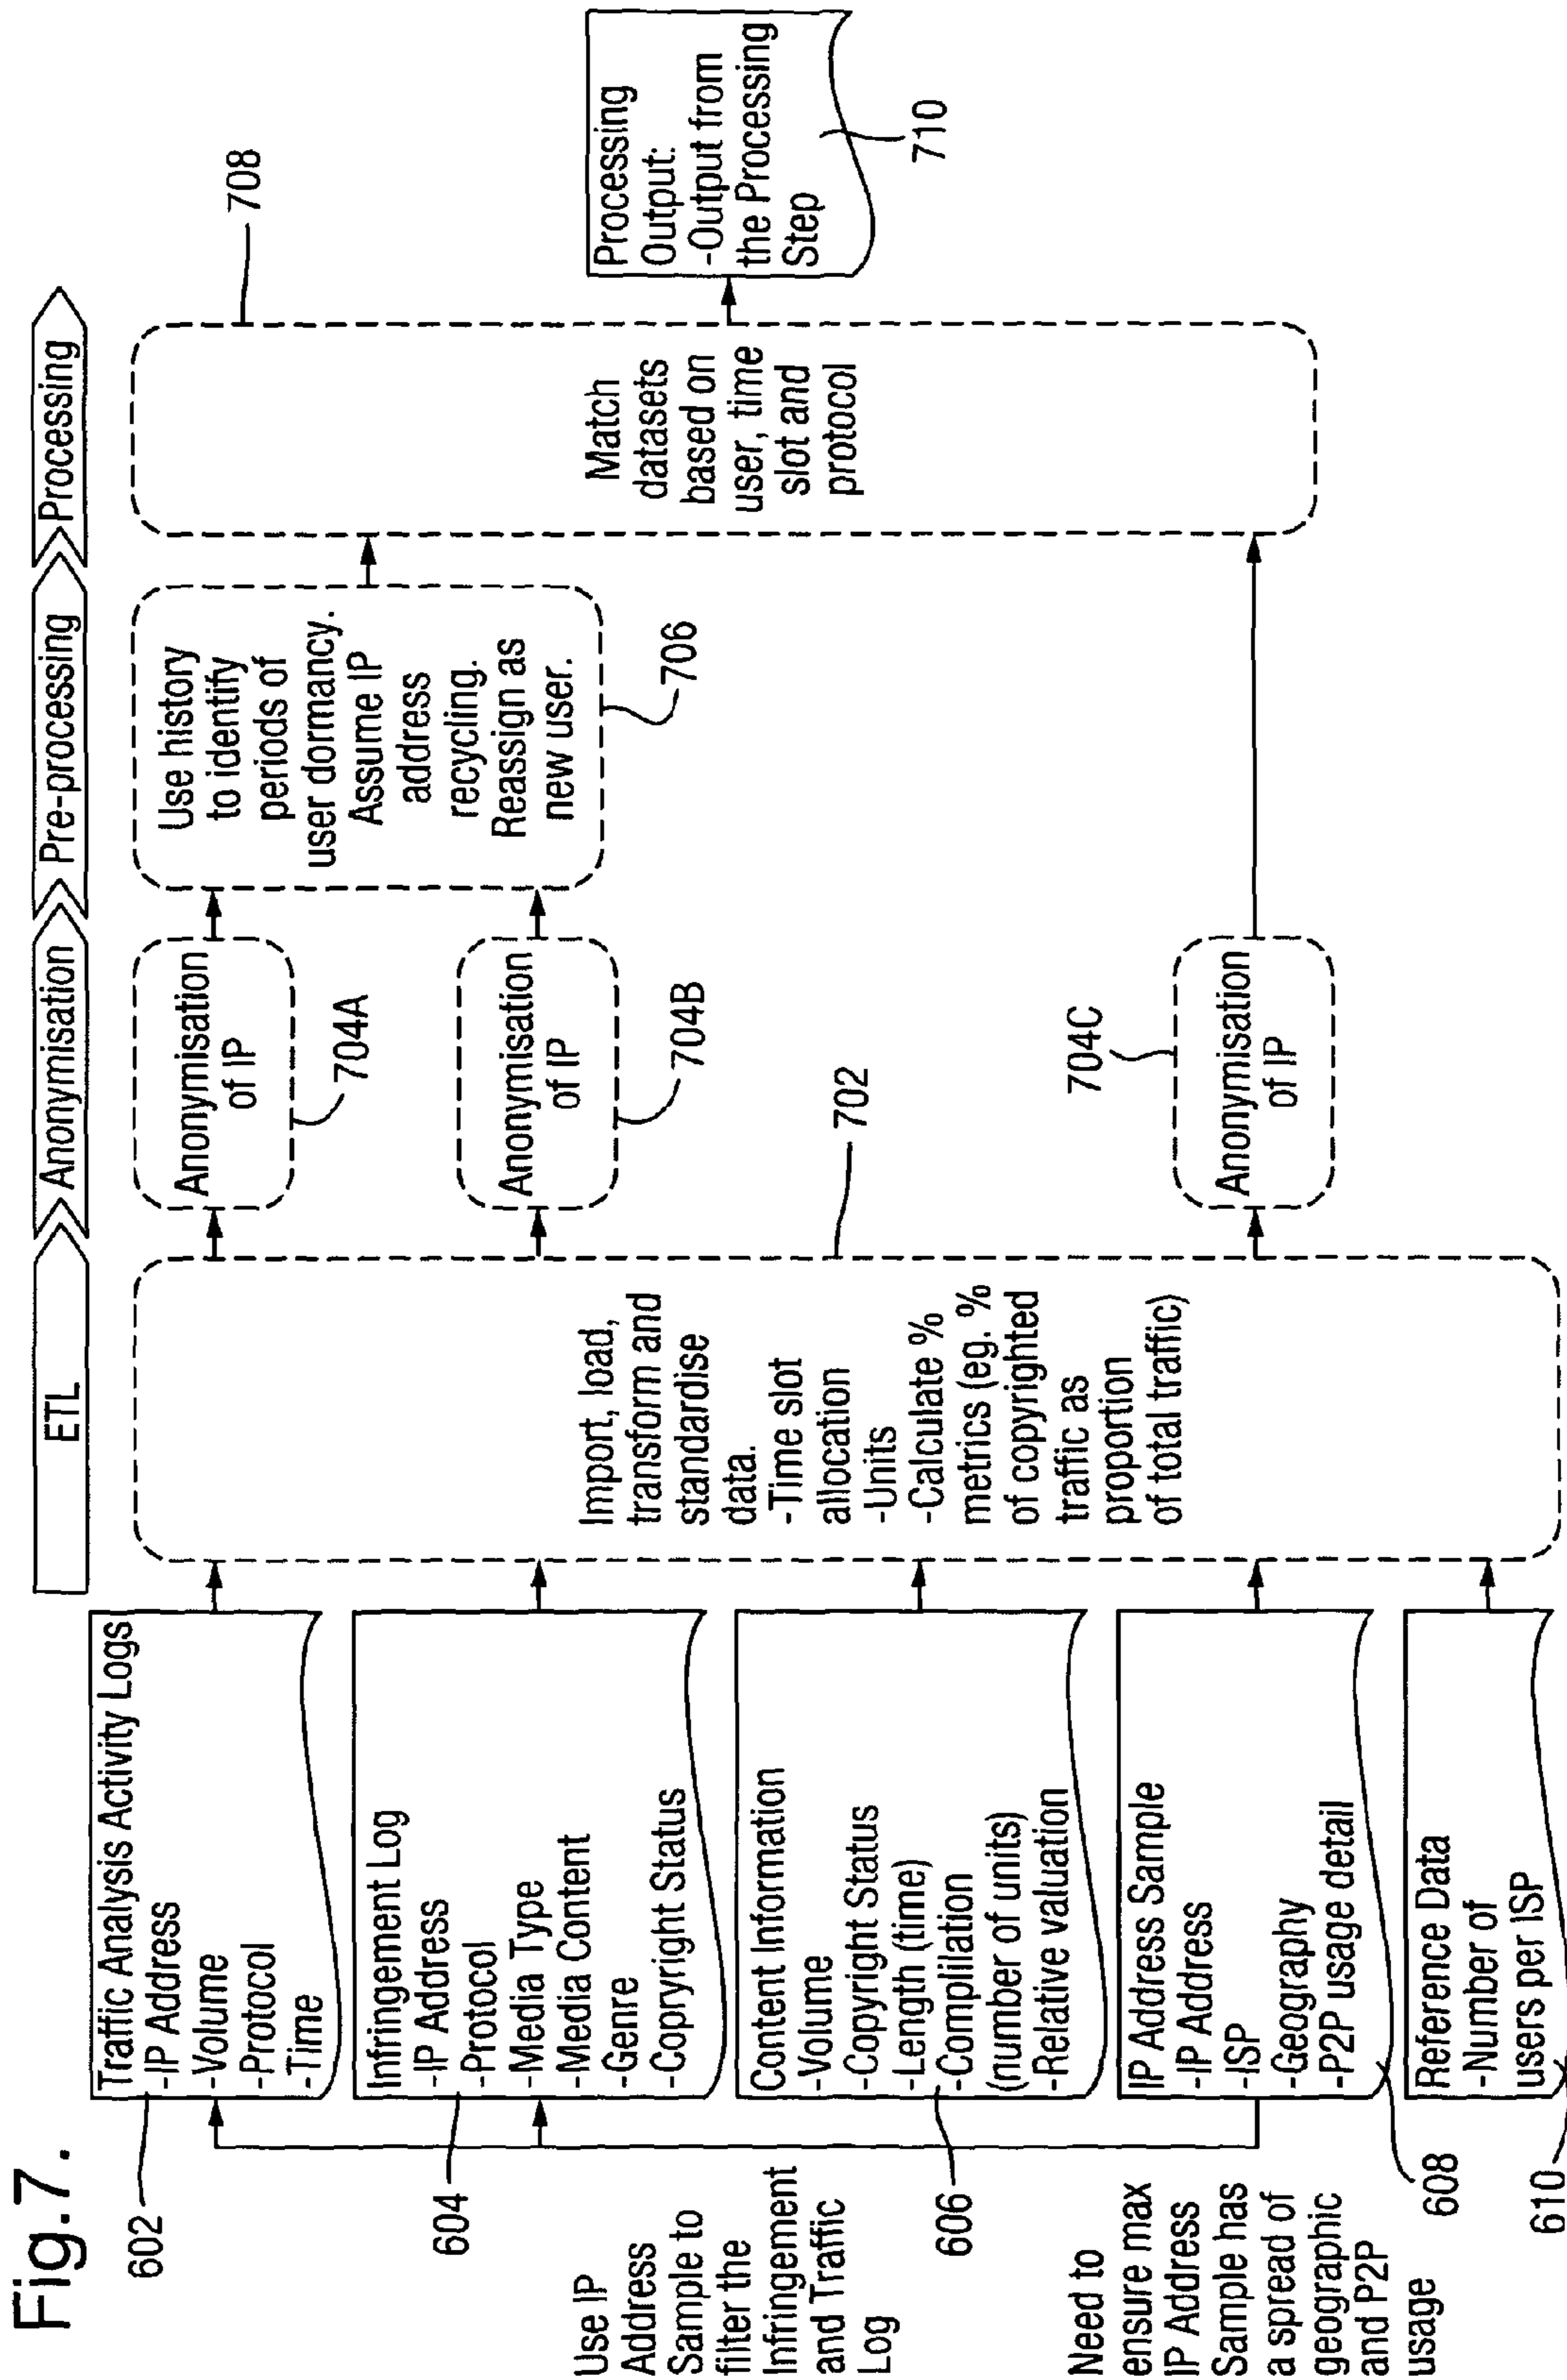 Fig.7.
ETL
Anonymisation
Pre-processing
Processing
602
Traffic Analysis Activity Logs
-IP Address
-Volume
-Protocol
-Time
604
Infringement Log
-IP Address
-Protocol
-Media Type
-Media Content
-Genre
-Copryright Status
Use IP
Address
Sample to
filter the
Infringement
and Traffic
Log
606
Content Information
-Volume
-Copyright Status
-Length (time)
-Complilation
(number of units)
-Relative valuation
Need to
ensure max
IP Address
Sample has
a spread of
geographic
and P2P
usage
608
IP Address Sample
-IP Address
-ISP
-Geography
-P2P usage detail
610
Reference Data
-Number of
users per ISP
Import, load,
transform and
standardise
data.
-Time slot
allocation
-Units
-Calculate %
metrics (eg. %
of copyrighted
traffic as
proportion
of total traffic)
702
Anonymisation
of IP
704A
Anonymisation
of IP
704B
704C
Anonymisation
of IP
Use history
to identify
periods of
user dormancy.
Assume IP
address
recycling.
Reassign as
new user.
706
708
Match
datasets
based on
user, time
slot and
protocol
Processing
Output:
-Output from
the Processing
Step
710